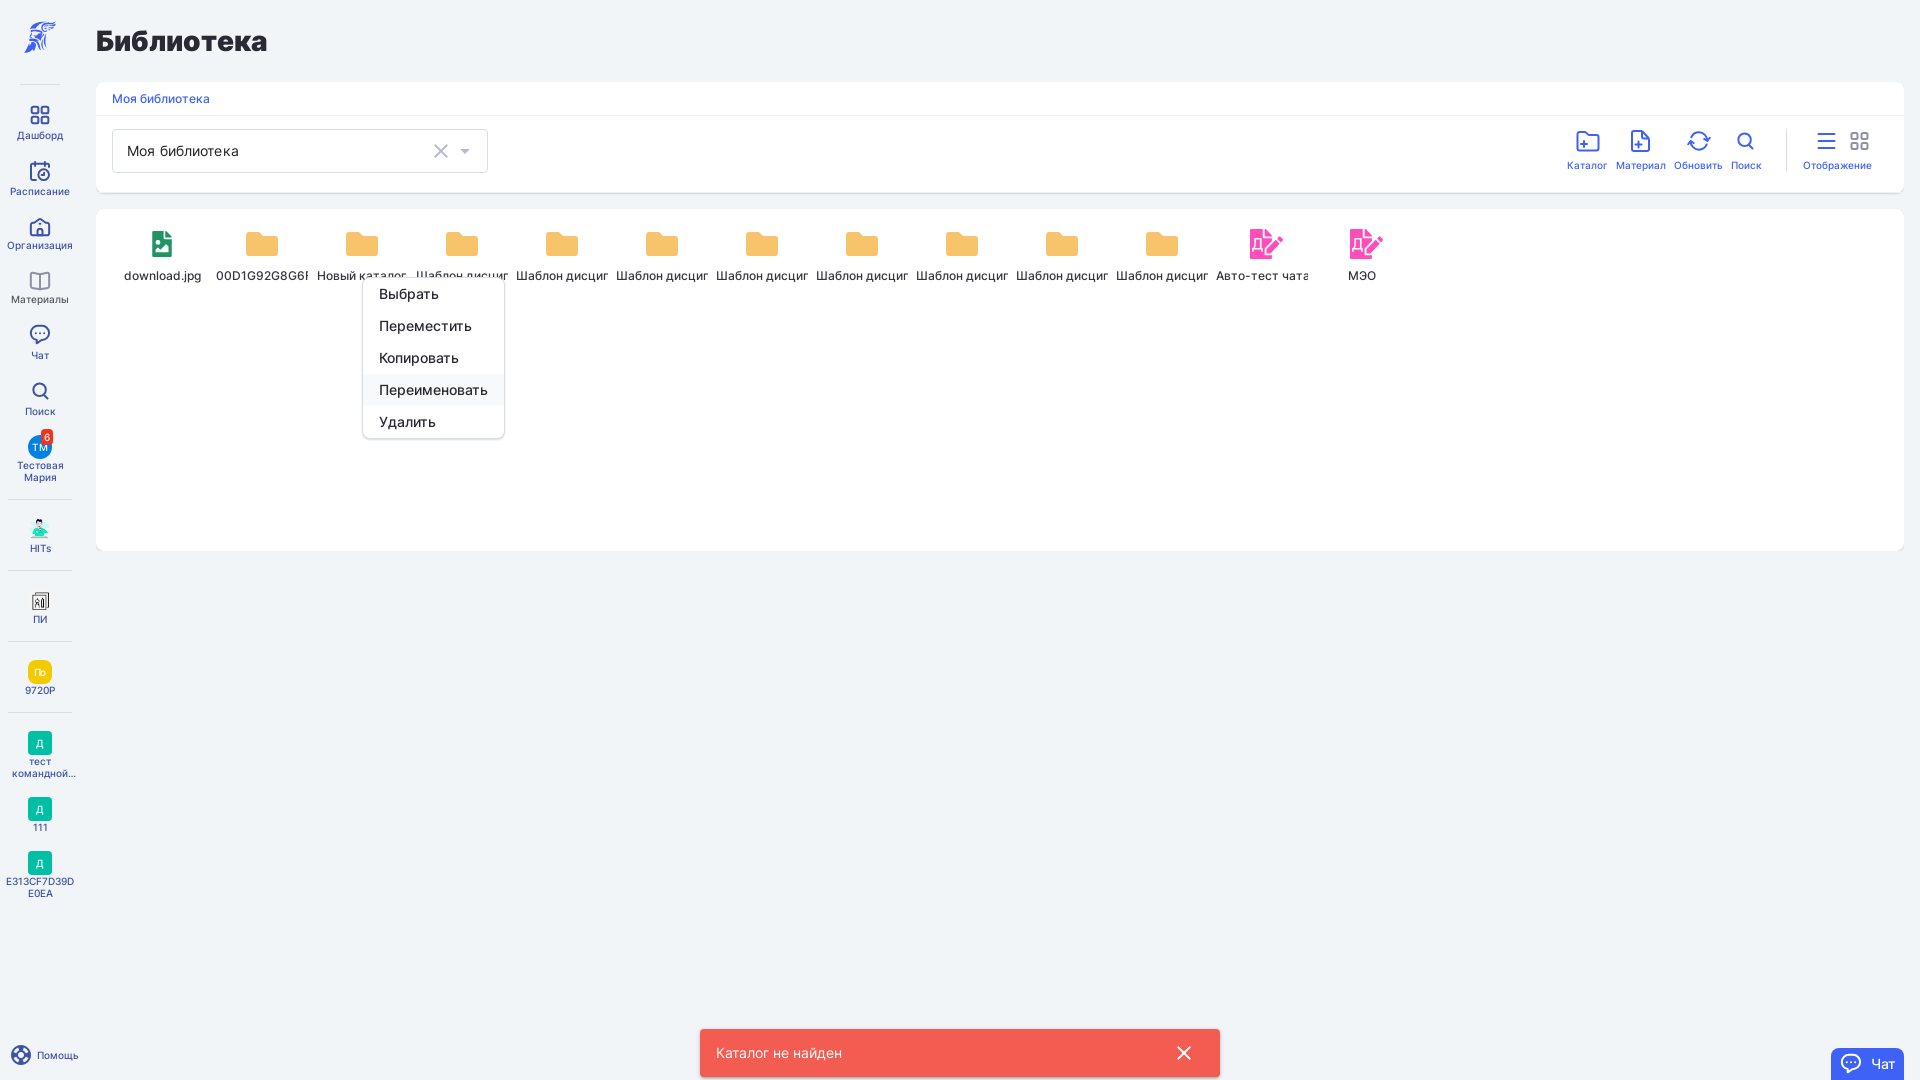 Библиотека
Моя библиотека
Моя библиотека
Каталог
Материал
Обновить
Поиск
Отображение
Дашборд
Расписание
Организация
Материалы
Чат
Поиск
6
ТМ
Тестовая
Мария
HITs
ПИ
По
9720P
Д
тест
командной...
Д
111
Д
E313CF7D39D
E0EA
Помощь
download.jpg
Новый каталог
Шаблон дисцип
Шаблон дисцип
Шаблон дисцип
Шаблон дисцип
Шаблон дисцип
Шаблон дисцип
Шаблон дисцип
Шаблон дисцип
Авто-тест чата
МЭО
Выбрать
Переместить
Копировать
Переименовать
Удалить
Каталог не найден
Чат